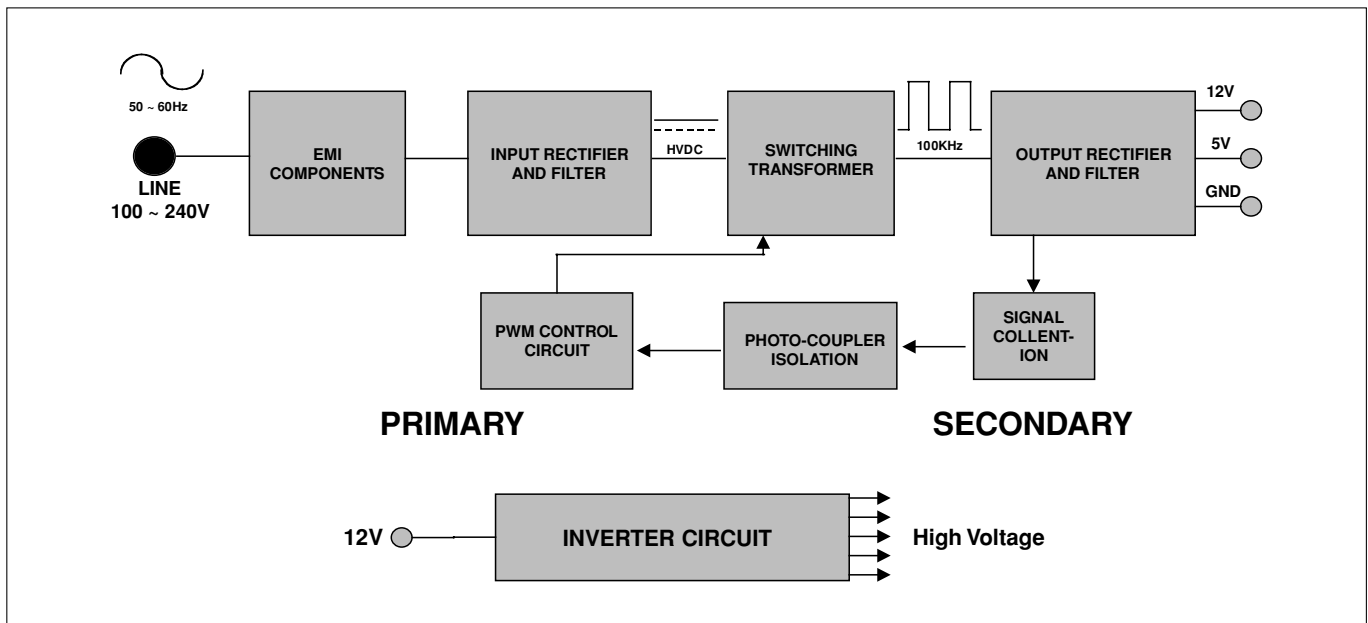 50 ~ 60Hz
LINE
100 ~ 240V
EMI
COMPONENTS
INPUT RECTIFIER
AND FILTER
HVDC
SWITCHING
TRANSFORMER
100KHz
OUTPUT RECTIFIER
AND FILTER
12V
5V
GND
PWM CONTROL
CIRCUIT
PHOTO-COUPLER
ISOLATION
SIGNAL
COLLENT-
ION
PRIMARY
SECONDARY
12V
INVERTER CIRCUIT
High Voltage